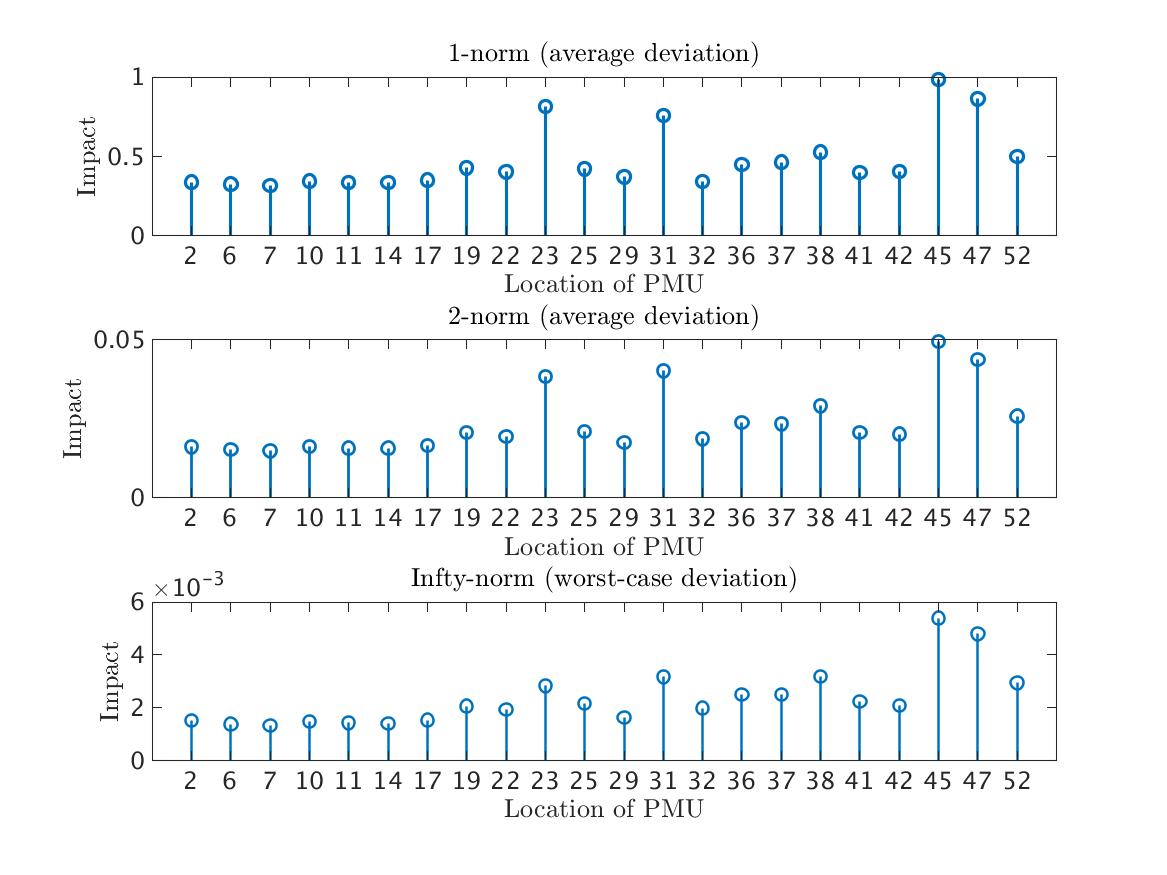 1-norm (average deviation)
1
0.5
0
Impact
2 6 7 10 11 14 17 19 22 23 25 29 31 32 36 37 38 41 42 45 47 52
Location of PMU
2-norm (average deviation)
0.05
0
Impact
2 6 7 10 11 14 17 19 22 23 25 29 31 32 36 37 38 41 42 45 47 52
Location of PMU
Infty-norm (worst-case deviation)
×10⁻³
6
4
2
0
Impact
2 6 7 10 11 14 17 19 22 23 25 29 31 32 36 37 38 41 42 45 47 52
Location of PMU